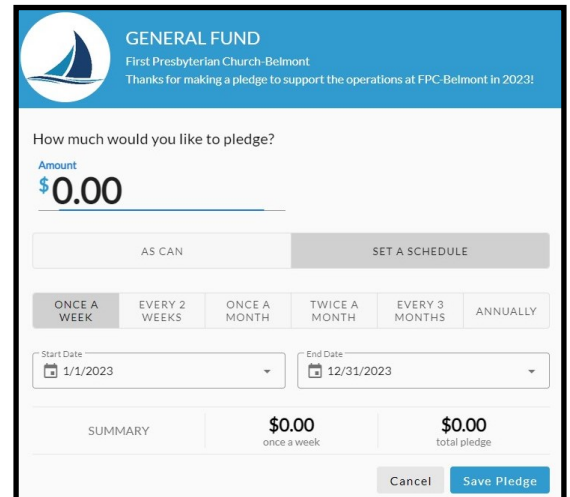 GENERAL FUND
First Presbyterian Church-Belmont
Thanks for making a pledge to support the operations at FPC-Belmont in 2023!
How much would you like to pledge?
Amount
$0.00
AS CAN
SET A SCHEDULE
ONCE A
WEEK
EVERY 2
WEEKS
ONCE A
MONTH
TWICE A
MONTH
EVERY 3
MONTHS
ANNUALLY
Start Date
1/1/2023
End Date
12/31/2023
SUMMARY
$0.00
once a week
$0.00
total pledge
Cancel
Save Pledge